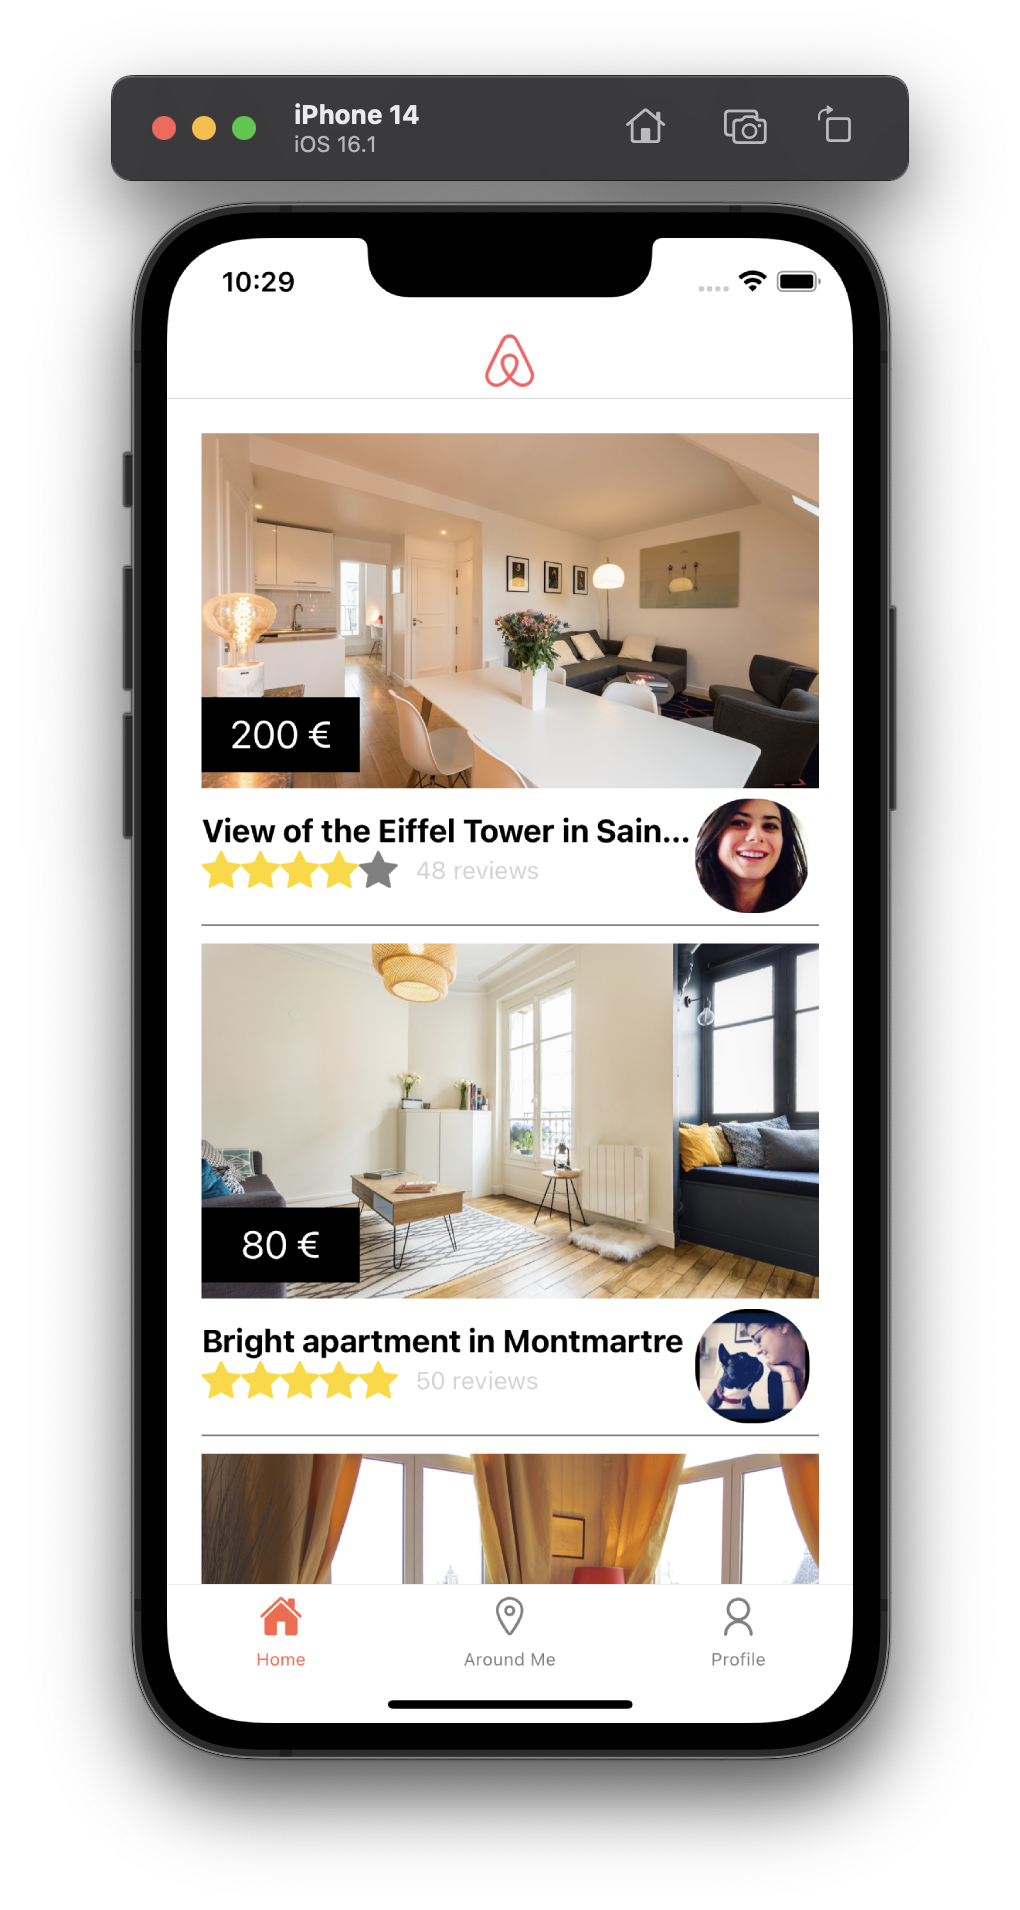 iPhone 14
iOS 16.1
10:29
200 €
View of the Eiffel Tower in Sain...
48 reviews
80 €
Bright apartment in Montmartre
50 reviews
Home
Around Me
Profile